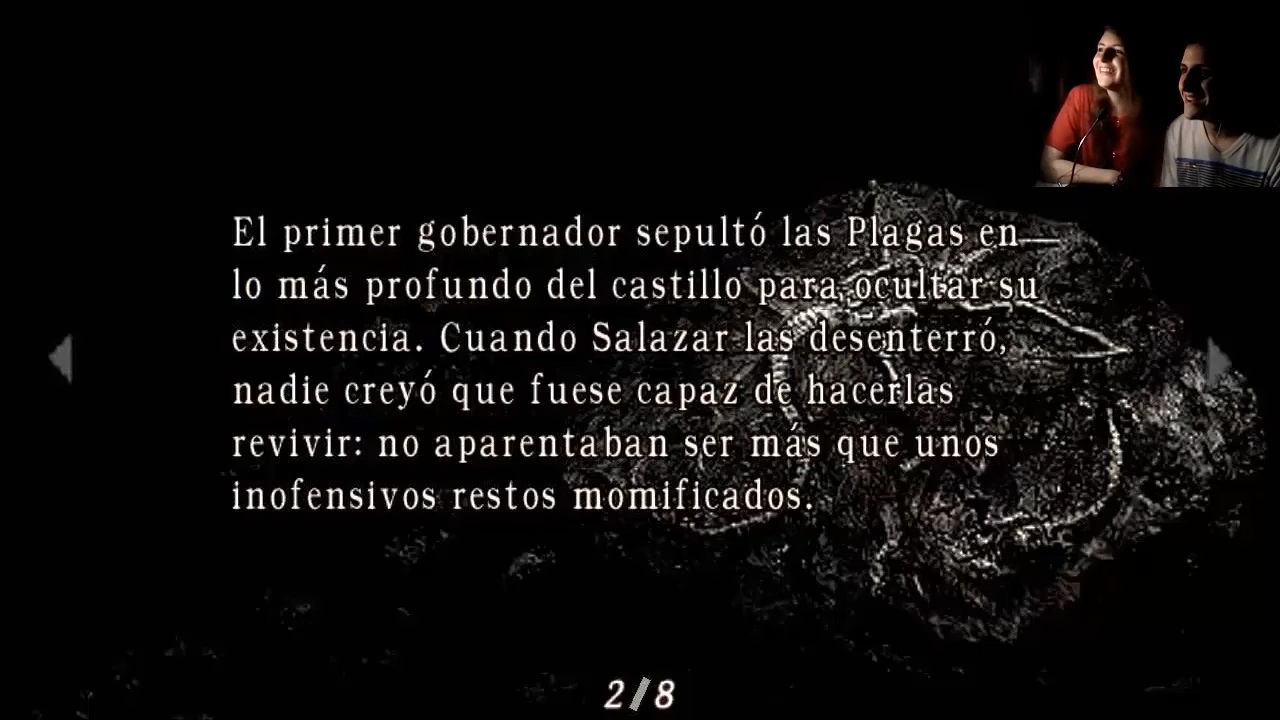 El primer gobernador sepultó las Plagas en
lo más profundo del castillo para ocultar su
existencia. Cuando Salazar las desenterró,
nadie creyó que fuese capaz de hacerlas
revivir: no aparentaban ser más que unos
inofensivos restos momificados.
2/8